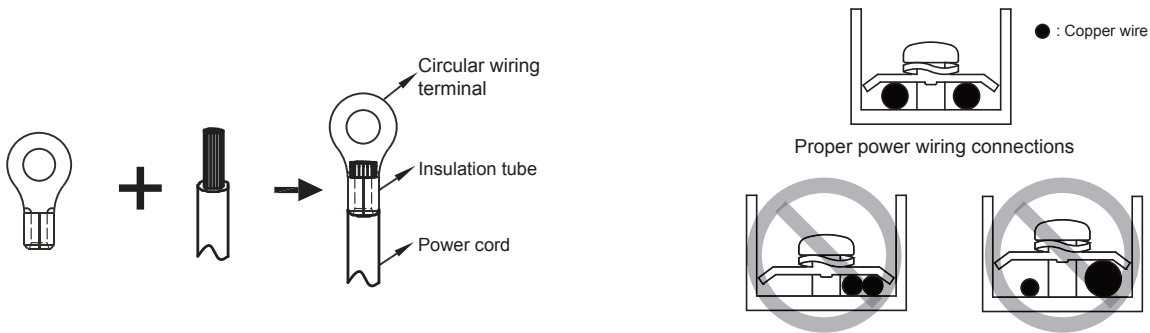 Circular wiring
terminal
Insulation tube
Power cord
: Copper wire
Proper power wiring connections